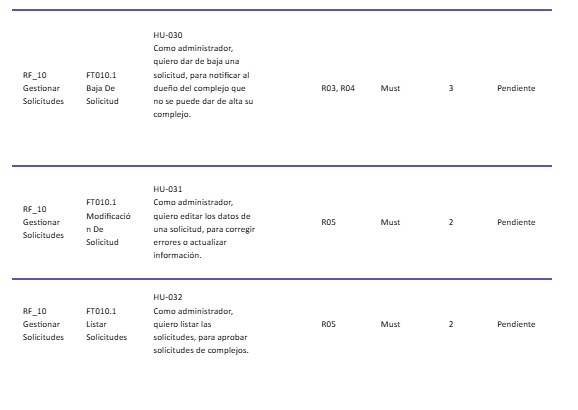 HU-030
Como administrador,
quiero dar de baja una
solicitud, para notificar al
dueño del complejo que
no se puede dar de alta su
complejo.
RF_10
Gestionar
Solicitudes
FT010.1
Baja De
Solicitud
R03, R04
Must
3
Pendiente
HU-031
Como administrador,
quiero editar los datos de
una solicitud, para corregir
errores o actualizar
información.
RF_10
Gestionar
Solicitudes
FT010.1
Modificació
n De
Solicitud
R05
Must
2
Pendiente
HU-032
Como administrador,
quiero listar las
solicitudes, para aprobar
solicitudes de complejos.
RF_10
Gestionar
Solicitudes
FT010.1
Listar
Solicitudes
R05
Must
2
Pendiente